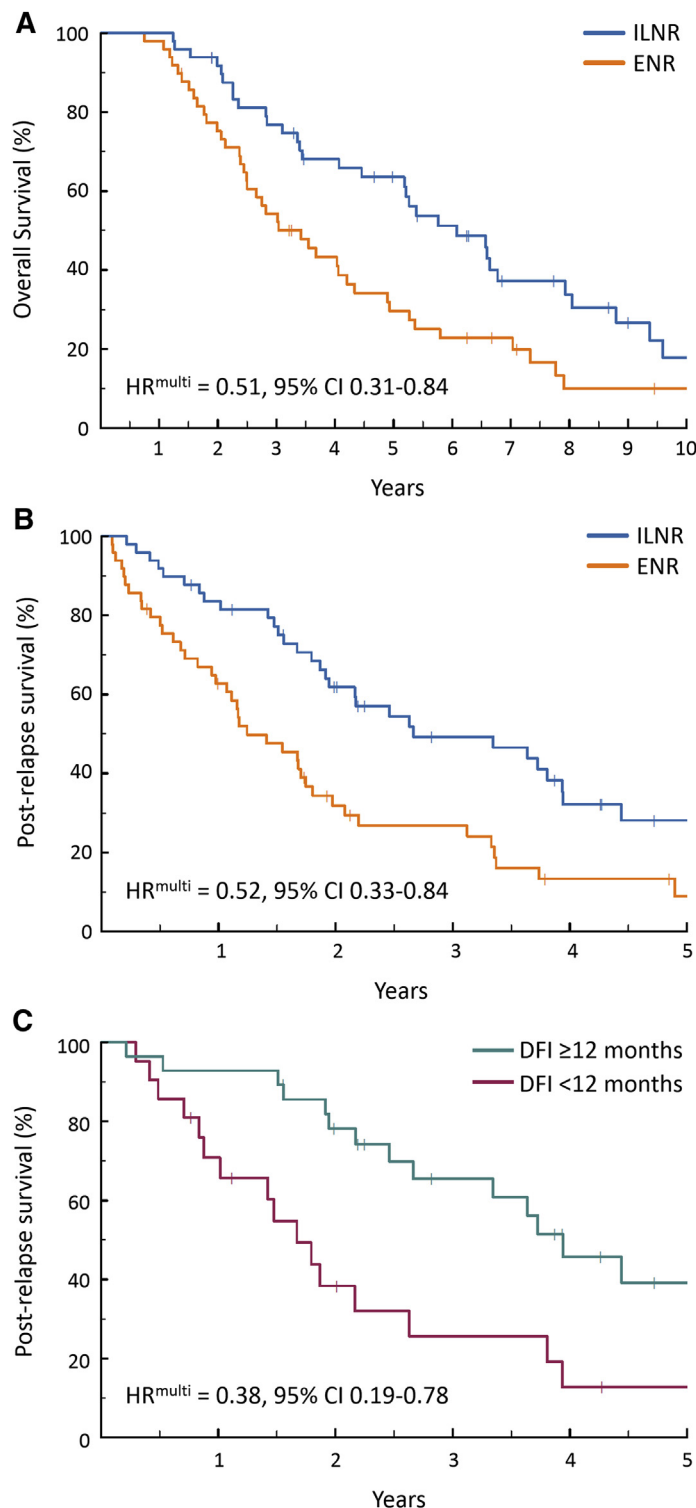 A
ILNR
ENR
Overall Survival (%)
100
80
60
40
20
0
HR^multi = 0.51, 95% CI 0.31-0.84
1 2 3 4 5 6 7 8 9 10
Years
B
ILNR
ENR
Post-relapse survival (%)
100
80
60
40
20
0
HR^multi = 0.52, 95% CI 0.33-0.84
1 2 3 4 5
Years
C
DFI ≥12 months
DFI <12 months
Post-relapse survival (%)
100
80
60
40
20
0
HR^multi = 0.38, 95% CI 0.19-0.78
1 2 3 4 5
Years